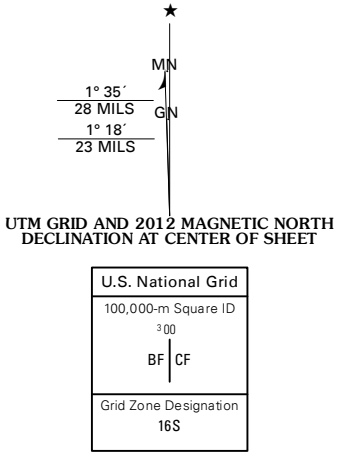 ★
MN
1° 35´
28 MILS
GN
1° 18´
23 MILS
UTM GRID AND 2012 MAGNETIC NORTH
DECLINATION AT CENTER OF SHEET
U.S. National Grid
100,000-m Square ID
³00
BF CF
Grid Zone Designation
16S